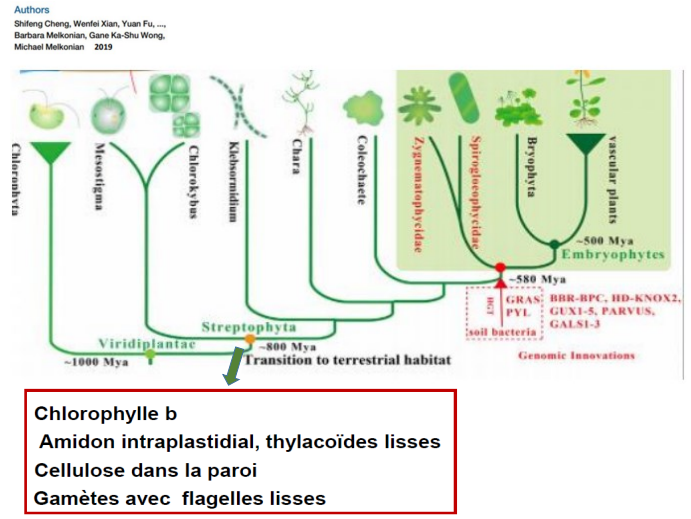 Authors
Shifeng Cheng, Wenfei Xian, Yuan Fu, ...,
Barbara Melkonian, Gane Ka-Shu Wong,
Michael Melkonian 2019
Chlorophyta
Mesostigma
Chlorokybus
Klebsormidium
Chara
Coleochaete
Zygnematophycidae
Spirogloeophycidae
Bryophyta
vascular plants
~500 Mya
Embryophytes
~580 Mya
HGT
GRAS
PYL
soil bacteria
BBR-BPC, HD-KNOX2,
GUX1-5, PARVUS,
GALS1-3
Genomic Innovations
Streptophyta
~800 Mya
Viridiplantae
~1000 Mya
Transition to terrestrial habitat
Chlorophylle b
Amidon intraplastidial, thylacoïdes lisses
Cellulose dans la paroi
Gamètes avec flagelles lisses